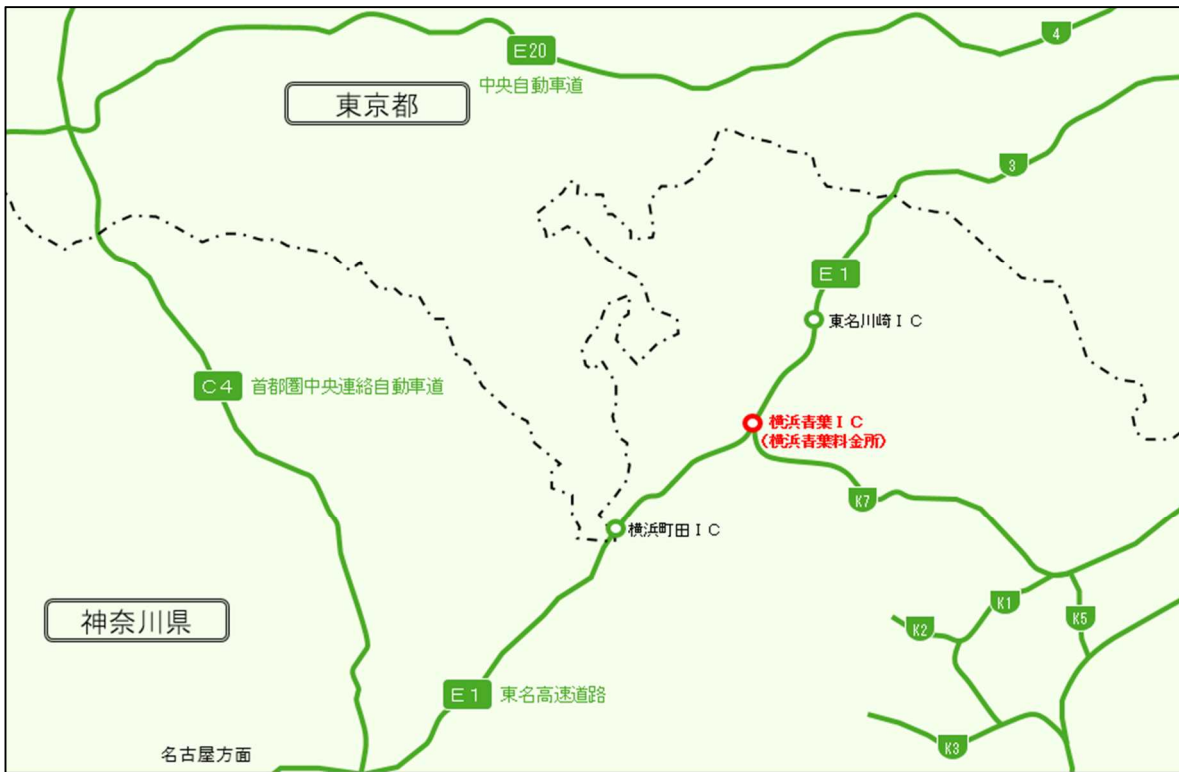 E20
中央自動車道
4
東京都
3
E1
東名川崎IC
C4
首都圏中央連絡自動車道
横浜青葉IC
(横浜青葉料金所)
K7
横浜町田IC
神奈川県
K1
K2
K5
E1
東名高速道路
K3
名古屋方面